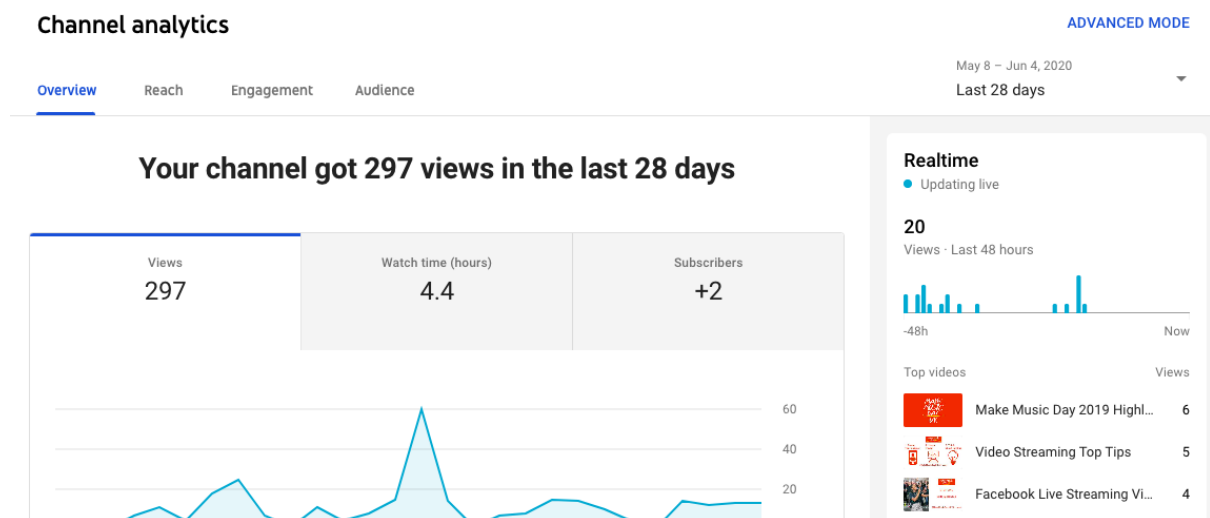 Channel analytics
ADVANCED MODE
Overview
Reach
Engagement
Audience
May 8 – Jun 4, 2020
Last 28 days
Your channel got 297 views in the last 28 days
Views
297
Watch time (hours)
4.4
Subscribers
+2
60
40
20
Realtime
Updating live
20
Views · Last 48 hours
-48h
Now
Top videos
Views
Make Music Day 2019 Highl...
6
Video Streaming Top Tips
5
Facebook Live Streaming Vi...
4